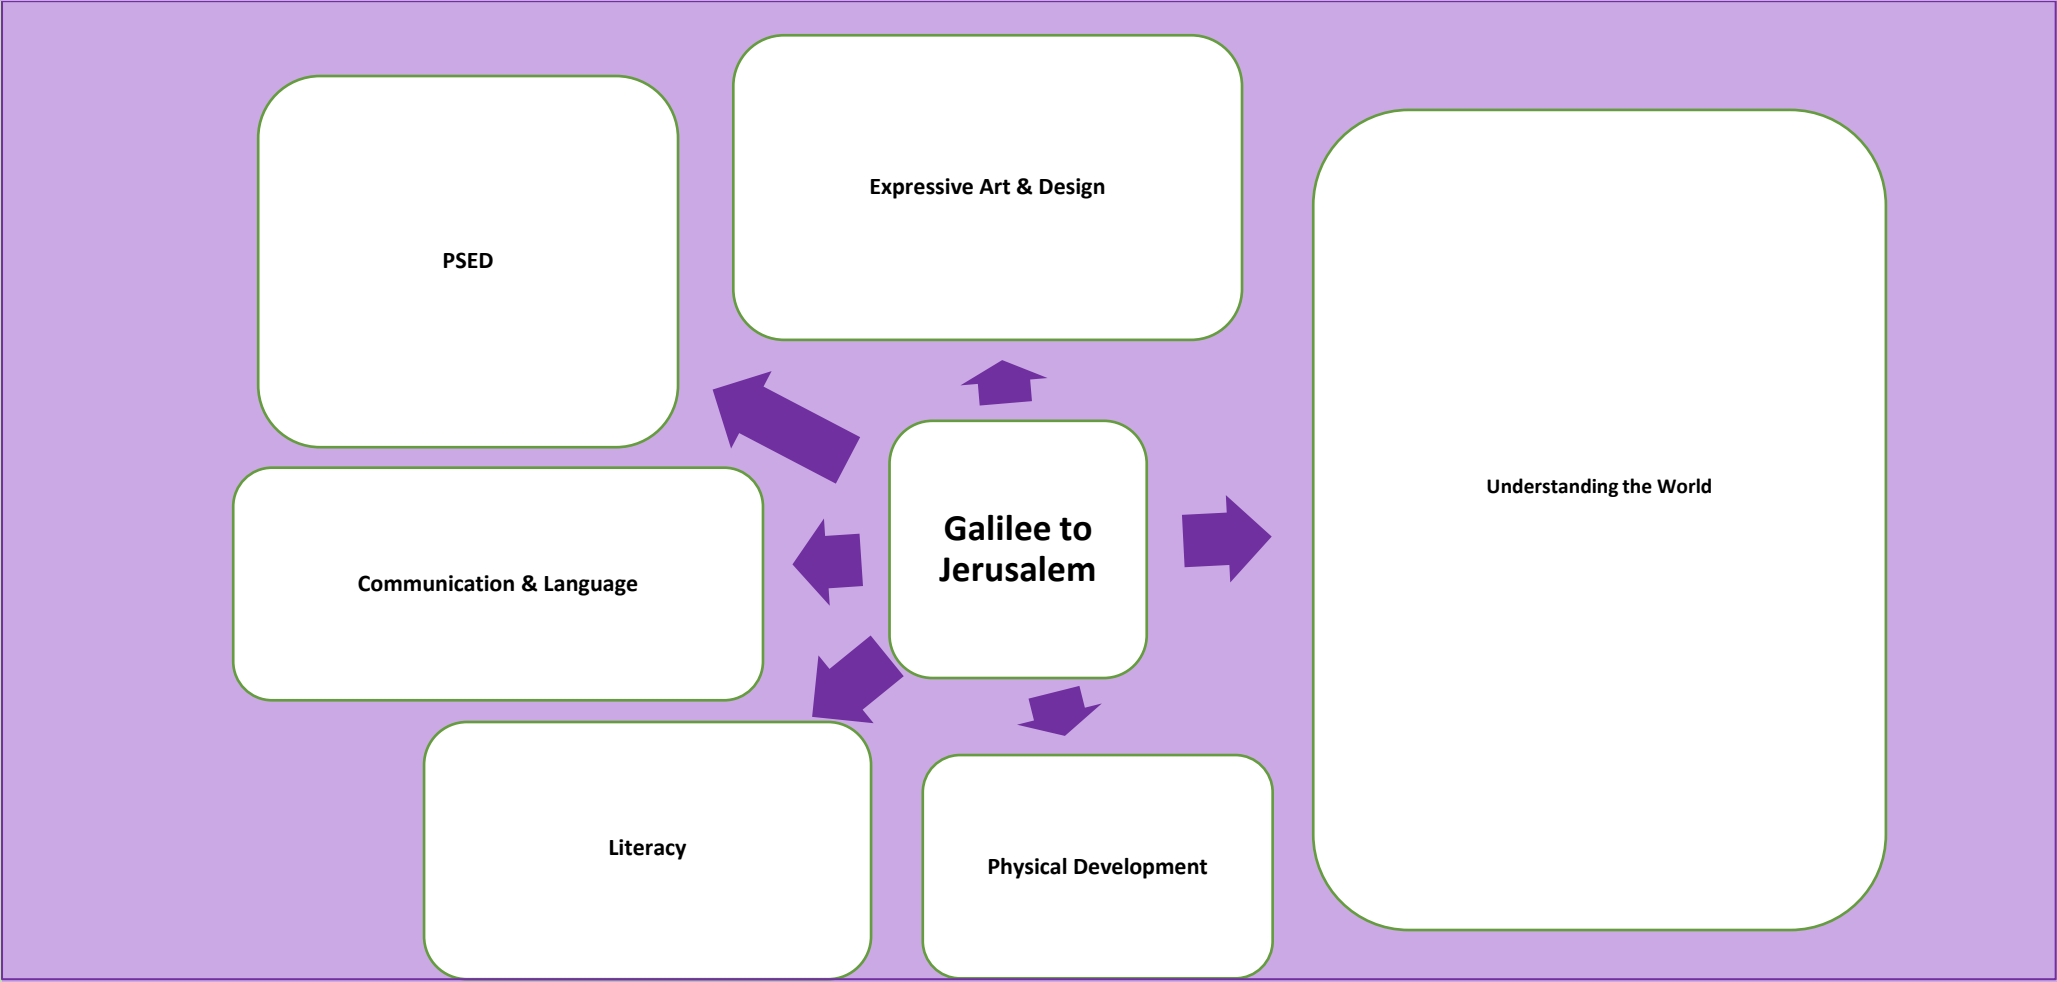 Expressive Art & Design
PSED
Understanding the World
Galilee to
Jerusalem
Communication & Language
Literacy
Physical Development